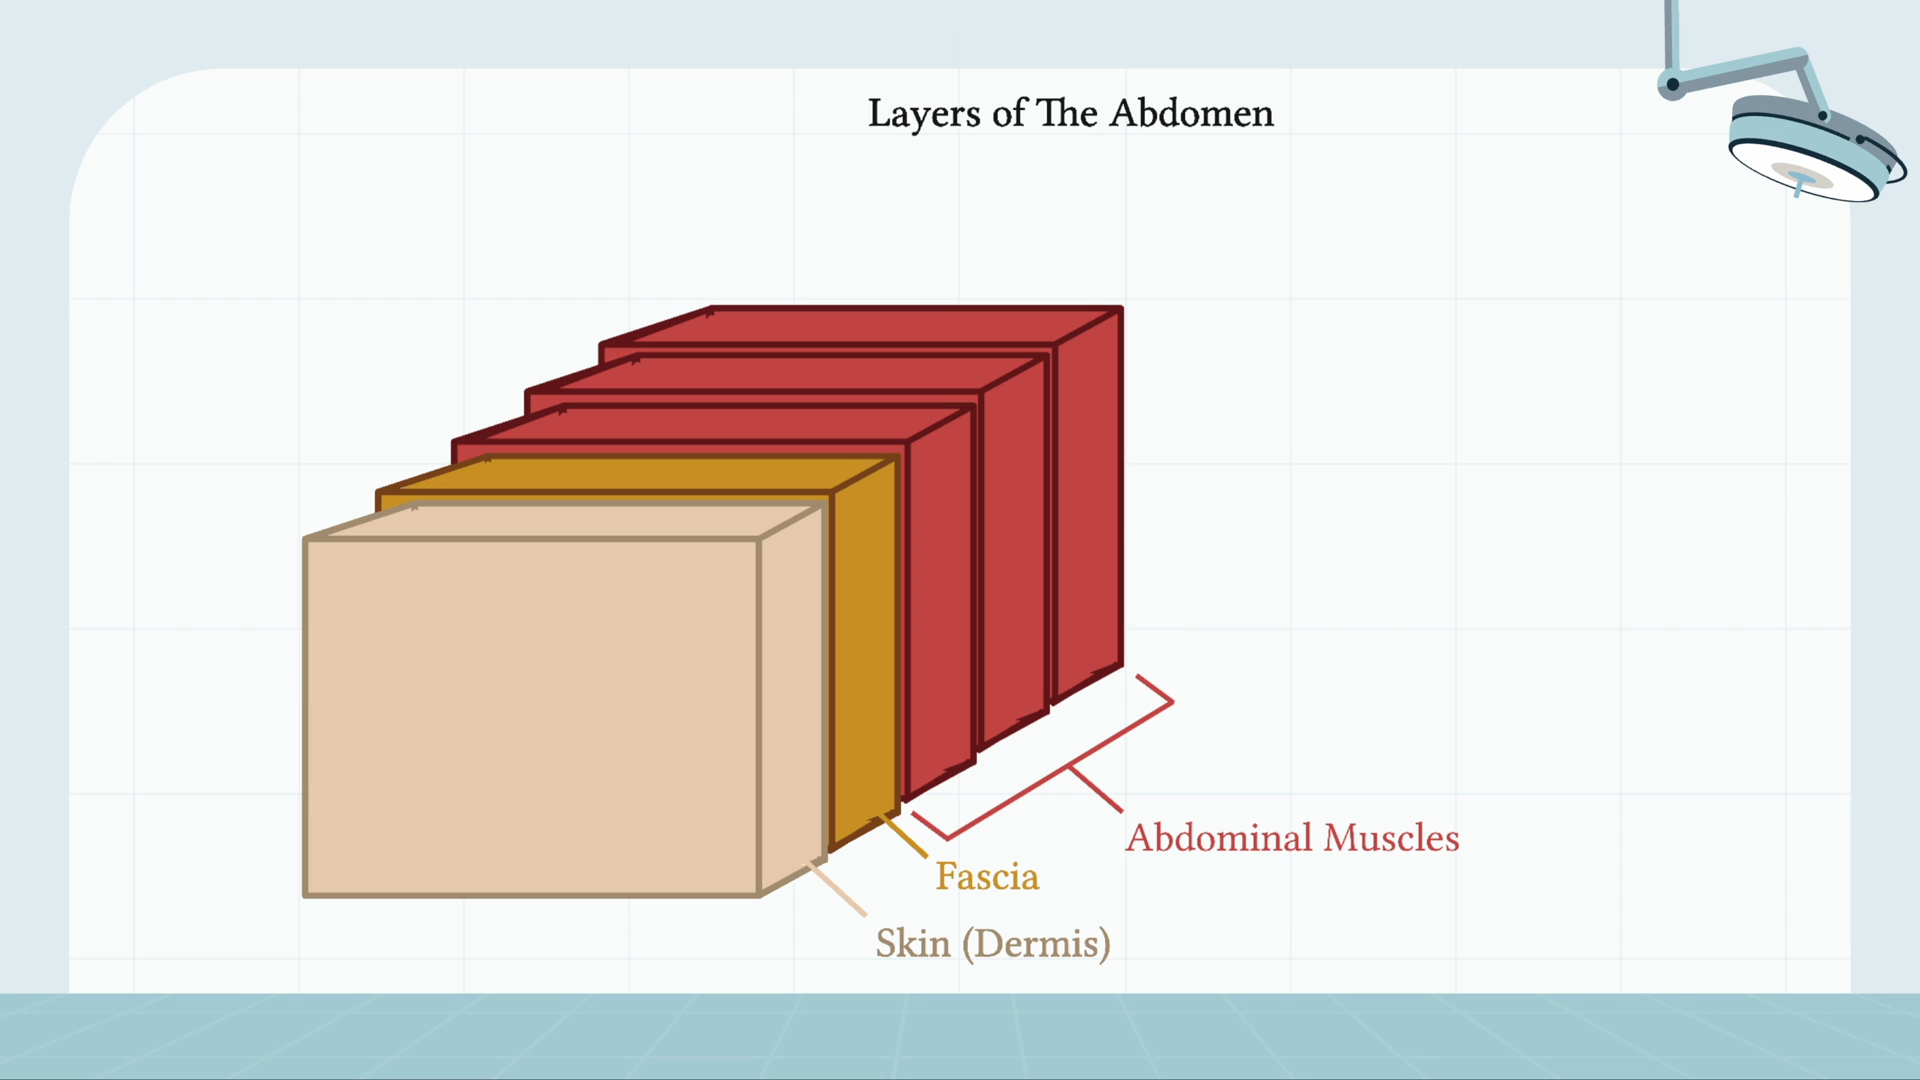 Layers of The Abdomen
Abdominal Muscles
Fascia
Skin (Dermis)